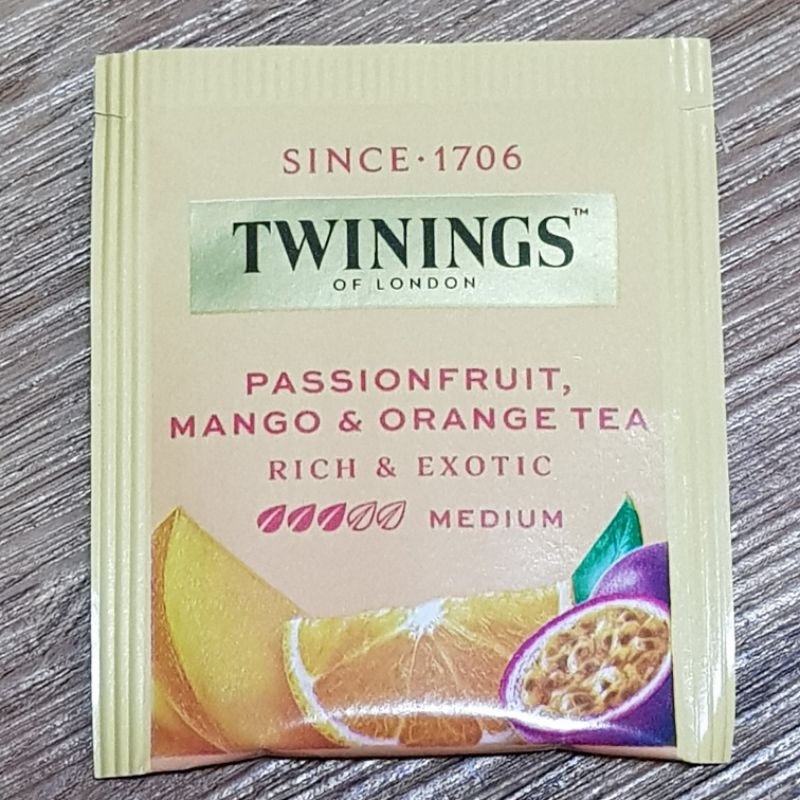 SINCE·1706
TWININGS™
OF LONDON
PASSIONFRUIT,
MANGO & ORANGE TEA
RICH & EXOTIC
MEDIUM